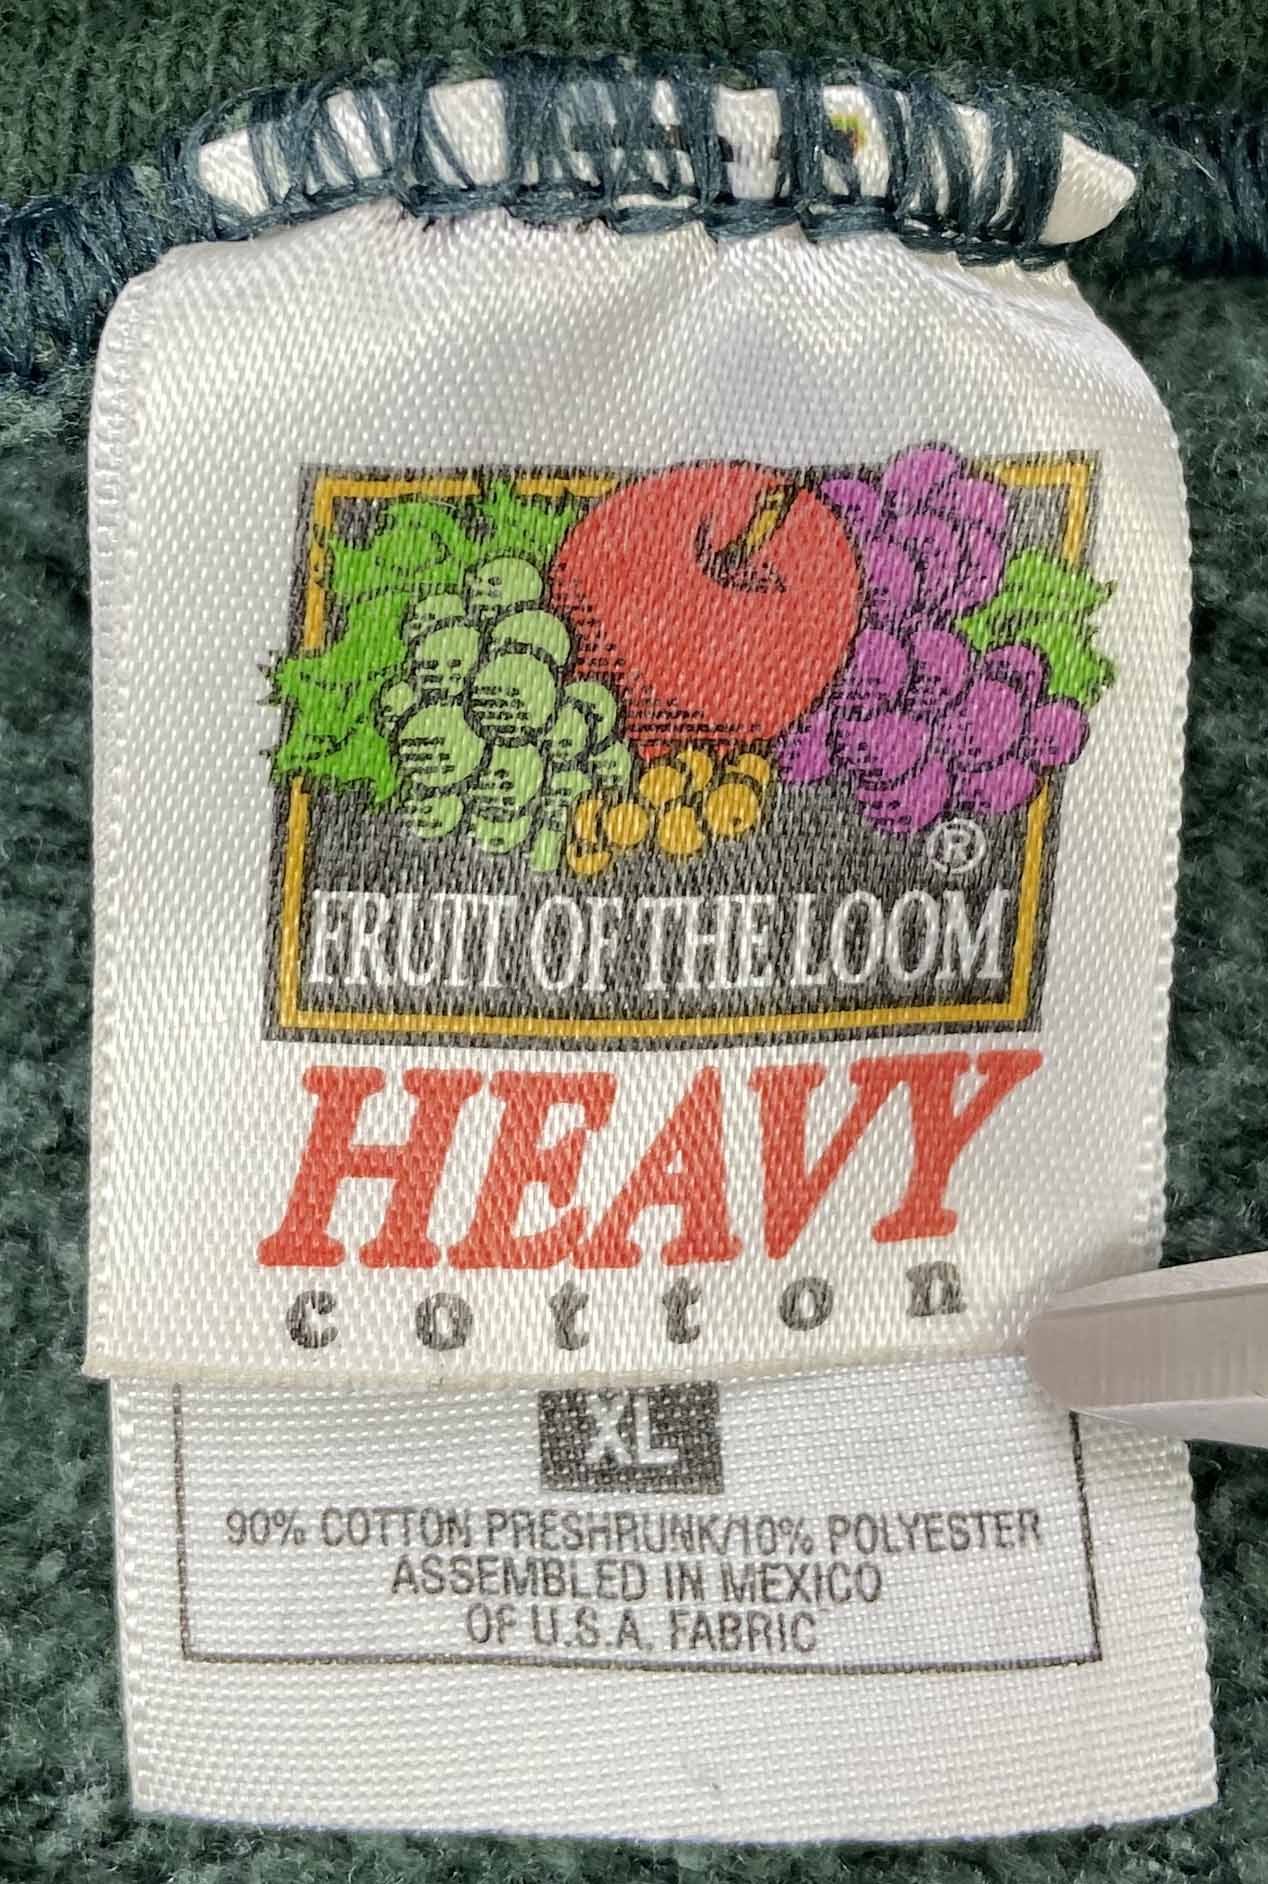 ®
FRUIT OF THE LOOM
HEAVY
cotton
XL
90% COTTON PRESHRUNK/10% POLYESTER
ASSEMBLED IN MEXICO
OF U.S.A. FABRIC